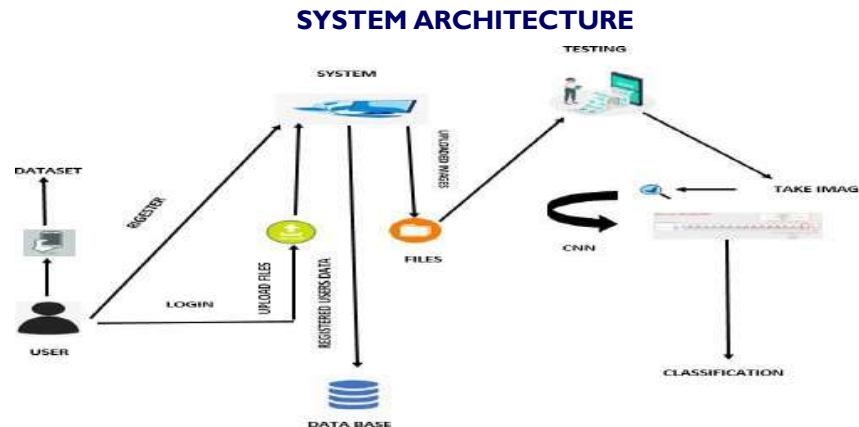 SYSTEM ARCHITECTURE
TESTING
SYSTEM
UPLOADED IMAGES
DATASET
TAKE IMAG
RIGESTER
CNN
FILES
UPLOAD FILES
REGISTERED USERS DATA
LOGIN
USER
CLASSIFICATION
DATA BASE